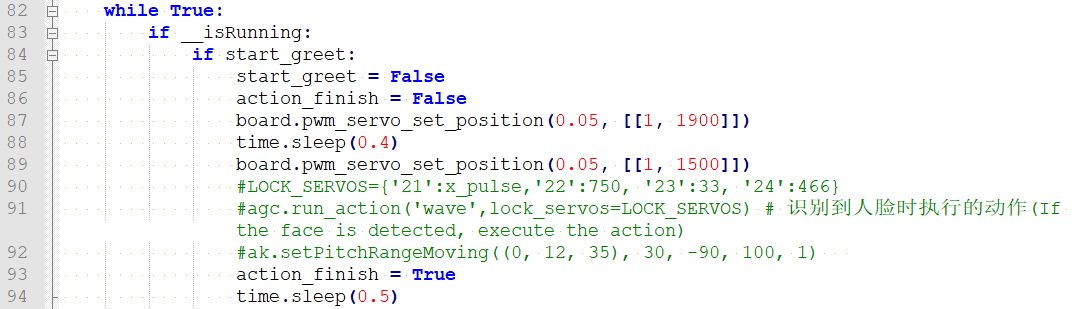 82 while True:
83 if __isRunning:
84 if start_greet:
85 start_greet = False
86 action_finish = False
87 board.pwm_servo_set_position(0.05, [[1, 1900]])
88 time.sleep(0.4)
89 board.pwm_servo_set_position(0.05, [[1, 1500]])
90 #LOCK_SERVOS={'21':x_pulse,'22':750, '23':33, '24':466}
91 #agc.run_action('wave',lock_servos=LOCK_SERVOS) # 识别到人脸时执行的动作(If
the face is detected, execute the action)
92 #ak.setPitchRangeMoving((0, 12, 35), 30, -90, 100, 1)
93 action_finish = True
94 time.sleep(0.5)